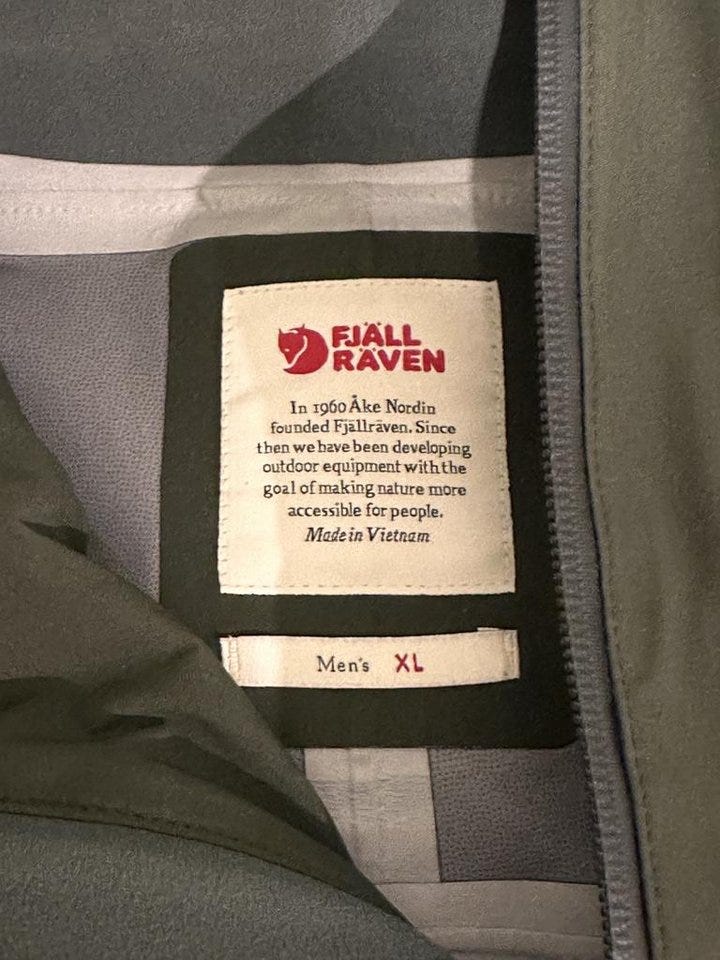 FJÄLL
RÄVEN
In 1960 Åke Nordin
founded Fjällräven. Since
then we have been developing
outdoor equipment with the
goal of making nature more
accessible for people.
Made in Vietnam
Men's XL